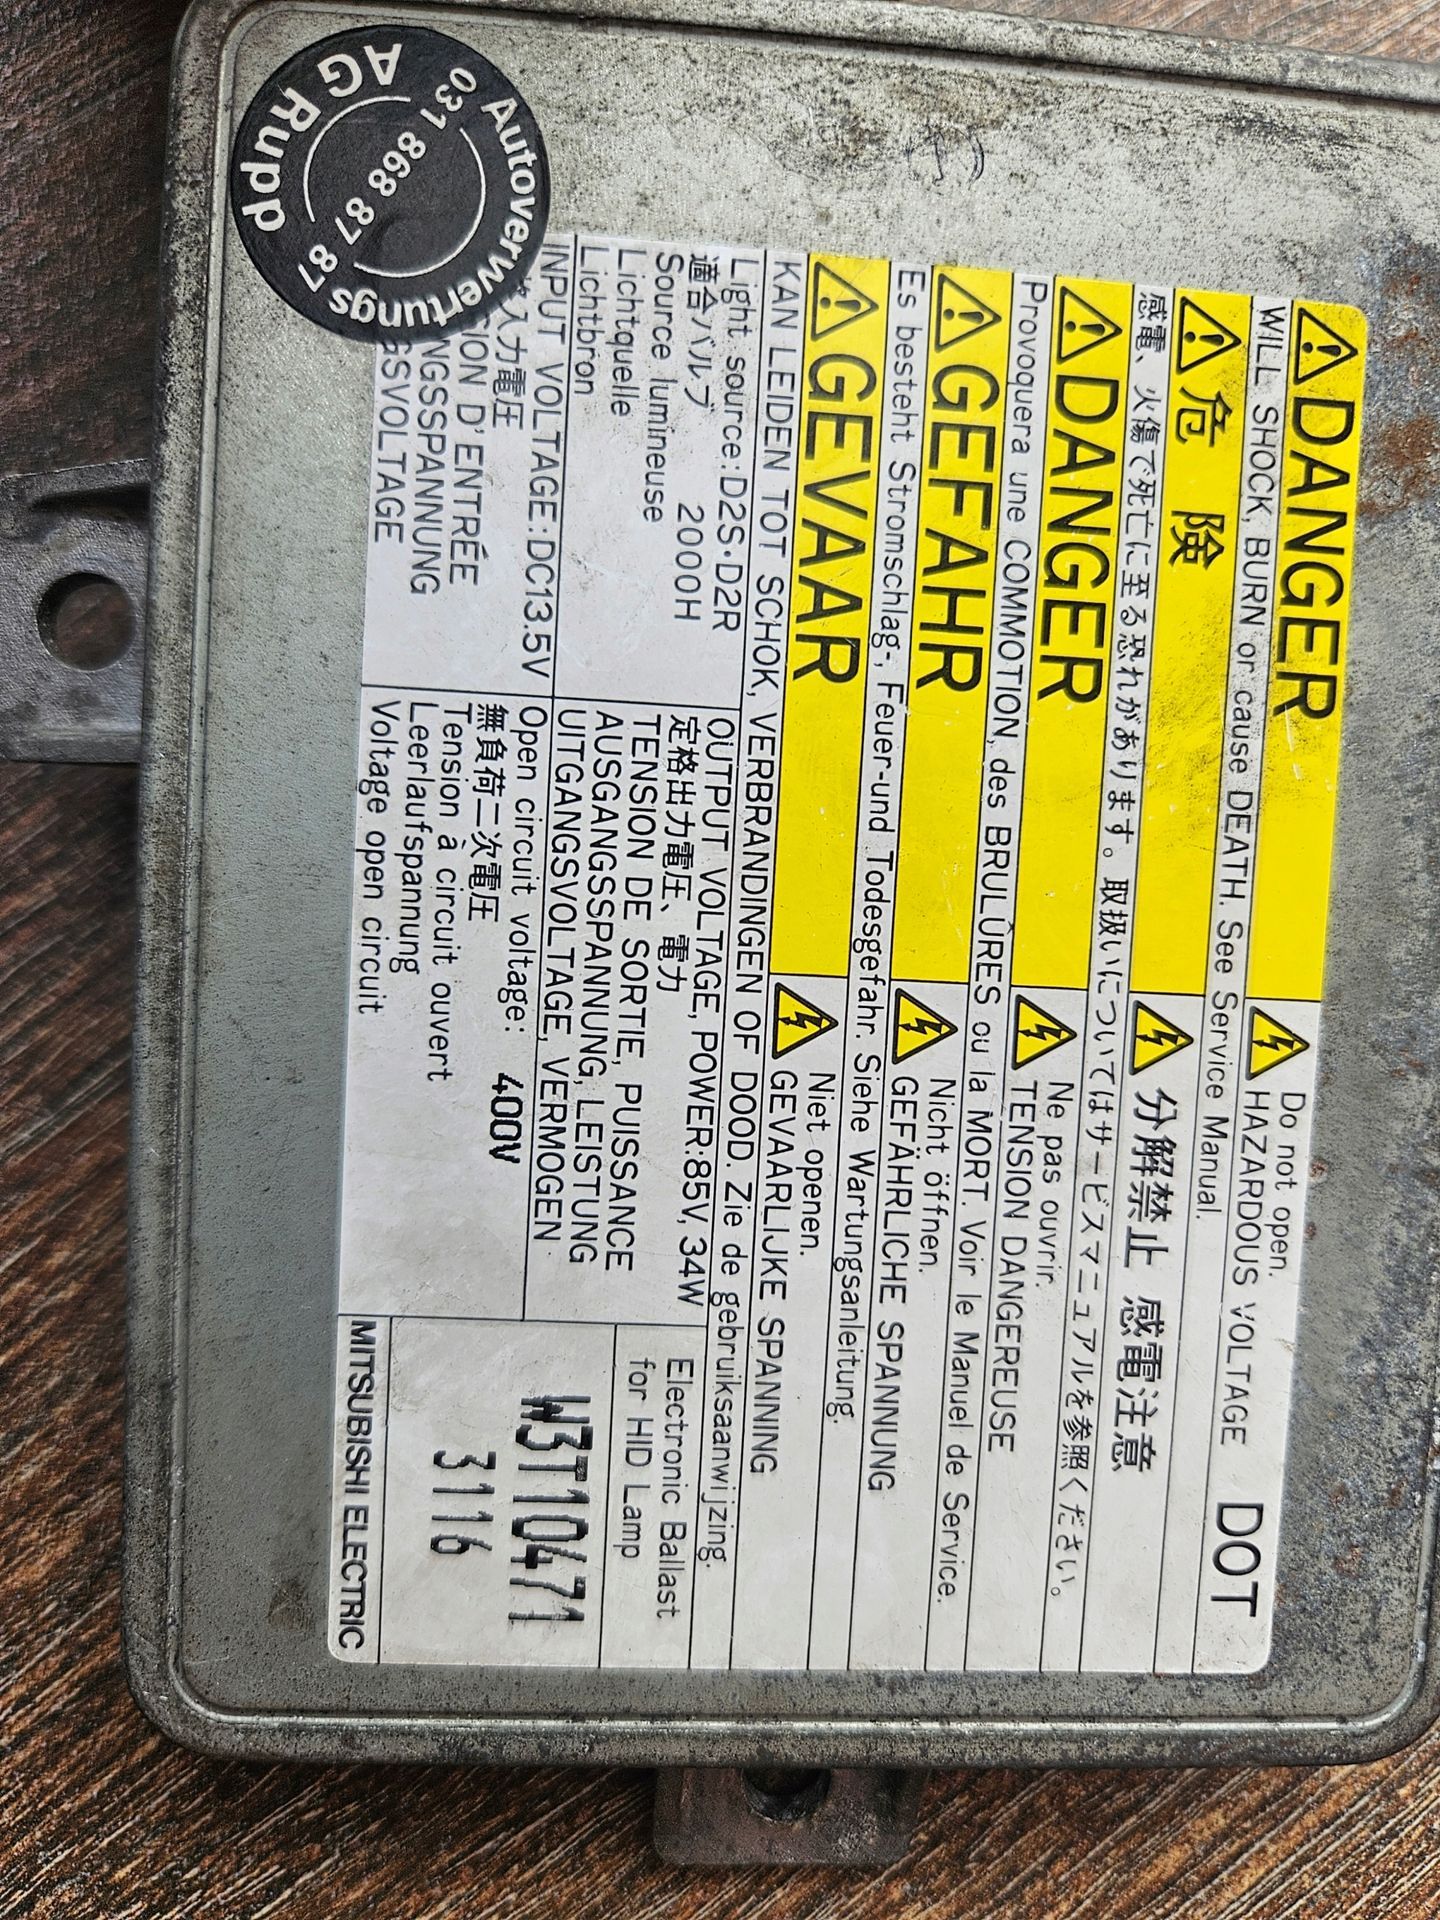 Autoverwertungs
AG Rupd
031 868 87 87
DANGER
Do not open.
HAZARDOUS VOLTAGE
DOT
WILL SHOCK, BURN or cause DEATH. See Service Manual.
危 険
分解禁止 感電注意
感電、火傷で死亡に至る恐れがあります。取扱いについてはサービスマニュアルを参照ください。
DANGER
Ne pas ouvrir.
TENSION DANGEREUSE
Provoquera une COMMOTION, des BRULÛRES ou la MORT. Voir le Manuel de Service.
GEFAHR
Nicht öffnen.
GEFÄHRLICHE SPANNUNG
Es besteht Stromschlag-, Feuer-und Todesgefahr. Siehe Wartungsanleitung.
GEVAAR
Niet openen.
GEVAARLIJKE SPANNING
KAN LEIDEN TOT SCHOK, VERBRANDINGEN OF DOOD. Zie de gebruiksaanwijzing.
Light source:D2S·D2R
適合バルブ 2000H
Source lumineuse
Lichtquelle
Lichtbron
INPUT VOLTAGE:DC13.5V
入力電圧
SION D'ENTRÉE
NGSSPANNUNG
GSVOLTAGE
OUTPUT VOLTAGE, POWER:85V, 34W
定格出力電圧、電力
TENSION DE SORTIE, PUISSANCE
AUSGANGSSPANNUNG, LEISTUNG
UITGANGSVOLTAGE, VERMOGEN
Open circuit voltage: 400V
無負荷二次電圧
Tension à circuit ouvert
Leerlaufspannung
Voltage open circuit
Electronic Ballast
for HID Lamp
W3T10471
3116
MITSUBISHI ELECTRIC